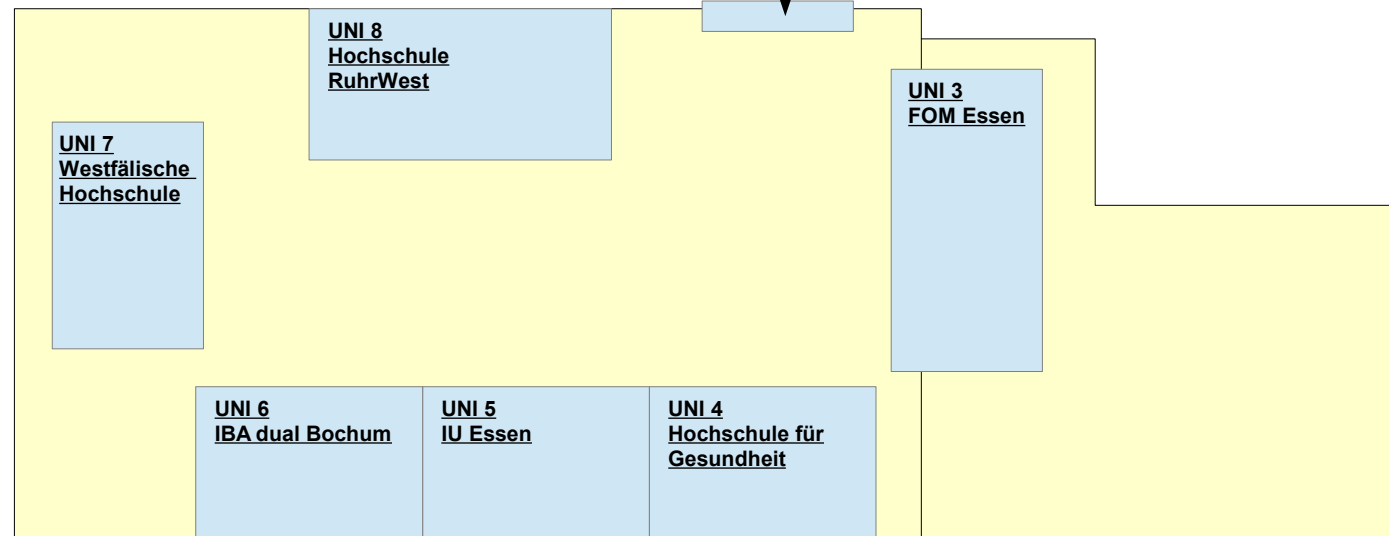 UNI 8
Hochschule
RuhrWest
UNI 3
FOM Essen
UNI 7
Westfälische
Hochschule
UNI 6
IBA dual Bochum
UNI 5
IU Essen
UNI 4
Hochschule für
Gesundheit